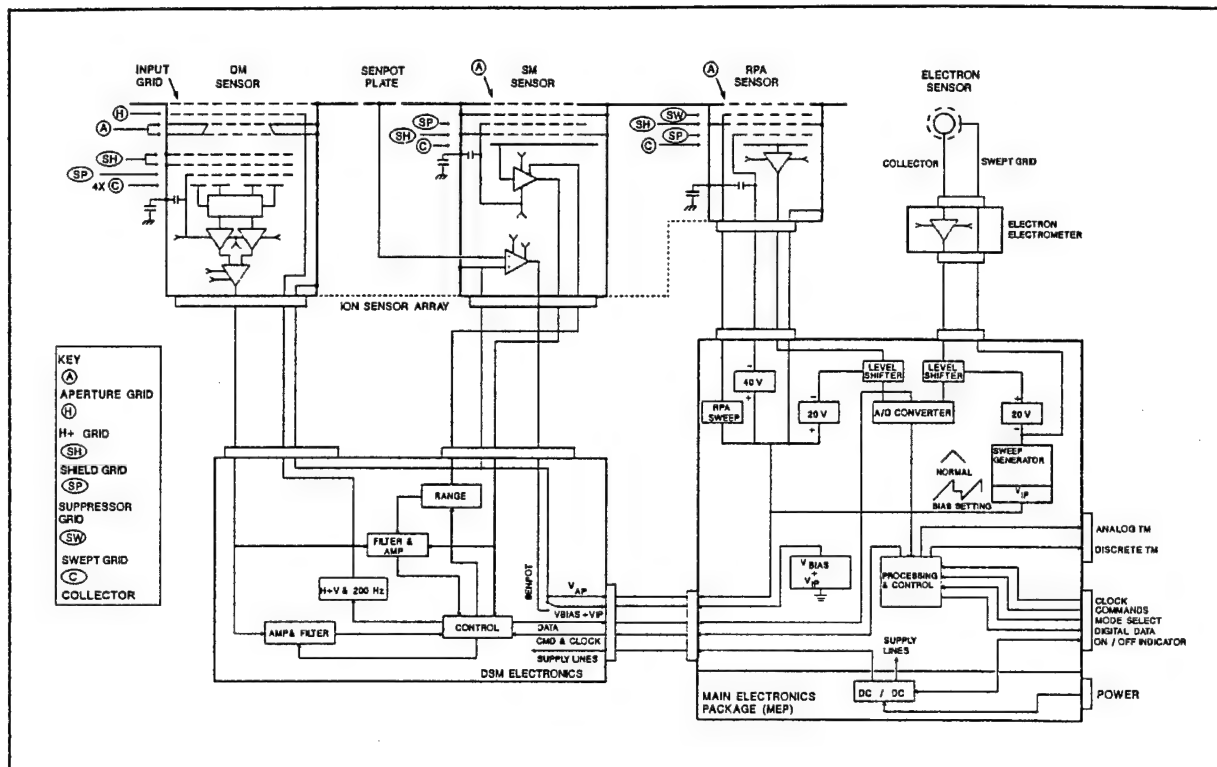 INPUT GRID
DM SENSOR
SENPOT PLATE
A
SM SENSOR
A
RPA SENSOR
ELECTRON SENSOR
H
A
SH
SP
4X C
SP
SH
C
SW
SH
SP
C
COLLECTOR
SWEPT GRID
ELECTRON ELECTROMETER
ION SENSOR ARRAY
KEY
A
APERTURE GRID
H
H+ GRID
SH
SHIELD GRID
SP
SUPPRESSOR
GRID
SW
SWEPT GRID
C
COLLECTOR
RANGE
FILTER & AMP
H+V & 200 Hz
AMP& FILTER
CONTROL
SENPOT
V AP
VBIAS +VIP
DATA
CMD & CLOCK
SUPPLY LINES
DSM ELECTRONICS
RPA SWEEP
-
40 V
+
-
20 V
+
LEVEL SHIFTER
A/D CONVERTER
LEVEL SHIFTER
+
20 V
-
SWEEP GENERATOR
V IP
NORMAL
BIAS SETTING
V BIAS
+
V IP
PROCESSING & CONTROL
SUPPLY LINES
DC / DC
MAIN ELECTRONICS
PACKAGE (MEP)
ANALOG TM
DISCRETE TM
CLOCK
COMMANDS
MODE SELECT
DIGITAL DATA
ON / OFF INDICATOR
POWER